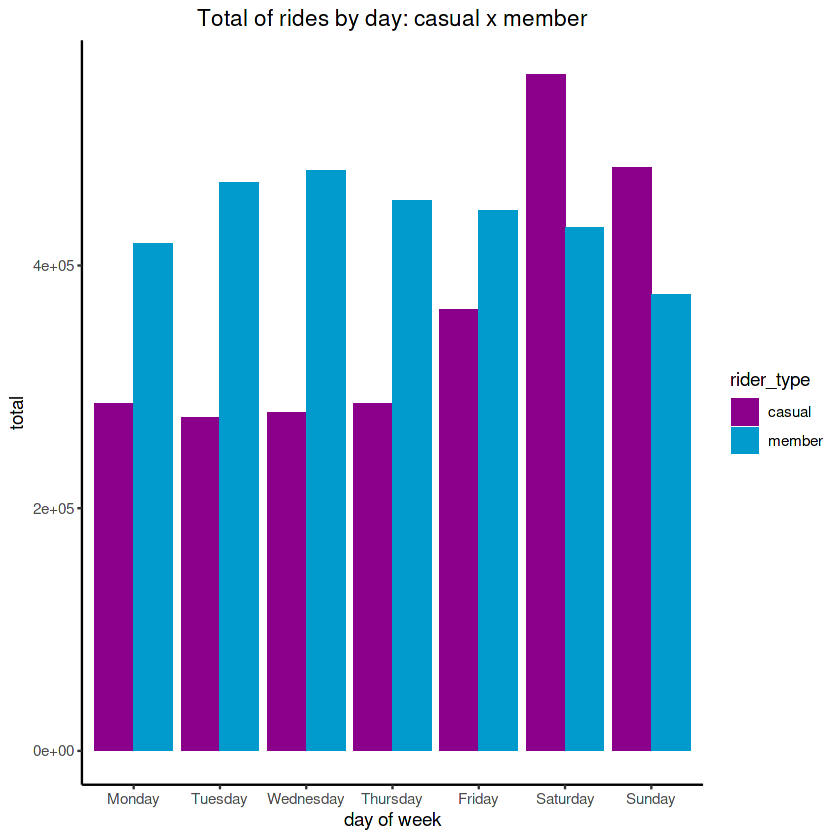 Total of rides by day: casual x member
total
4e+05
2e+05
0e+00
Monday Tuesday Wednesday Thursday Friday Saturday Sunday
day of week
rider_type
casual
member